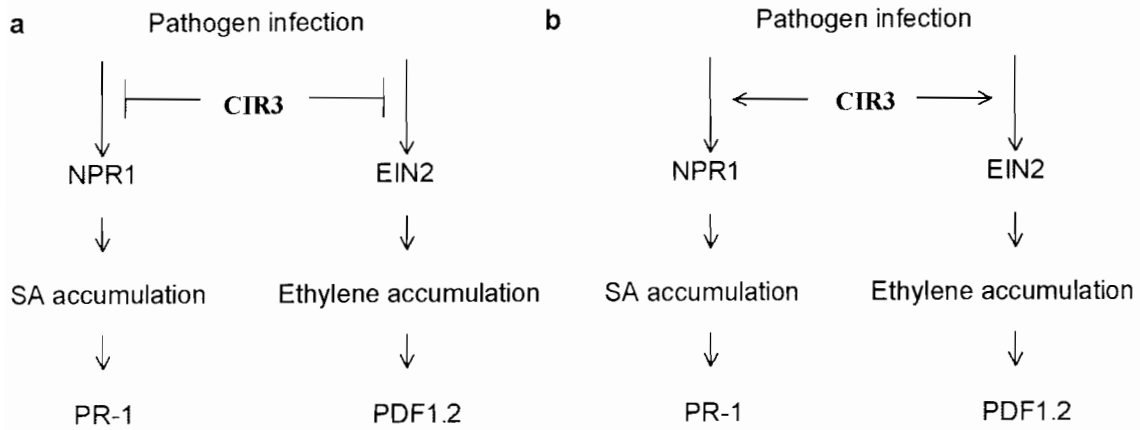 a
Pathogen infection
CIR3
NPR1
EIN2
SA accumulation
Ethylene accumulation
PR-1
PDF1.2
b
Pathogen infection
CIR3
NPR1
EIN2
SA accumulation
Ethylene accumulation
PR-1
PDF1.2